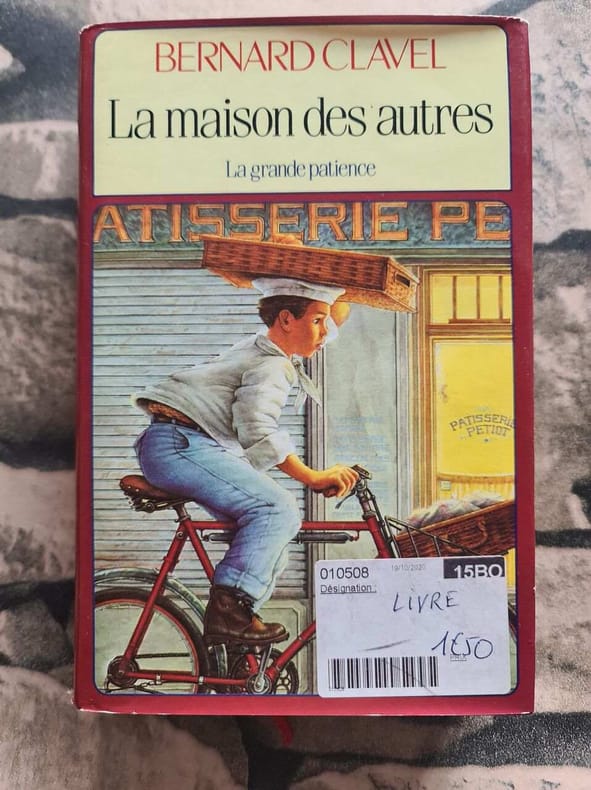 BERNARD CLAVEL
La maison des autres
La grande patience
ATISSERIE PE
PATISSERIE
PETIOT
010508
19/10/2020
15BO
Désignation :
LIVRE
1€50
PRIX